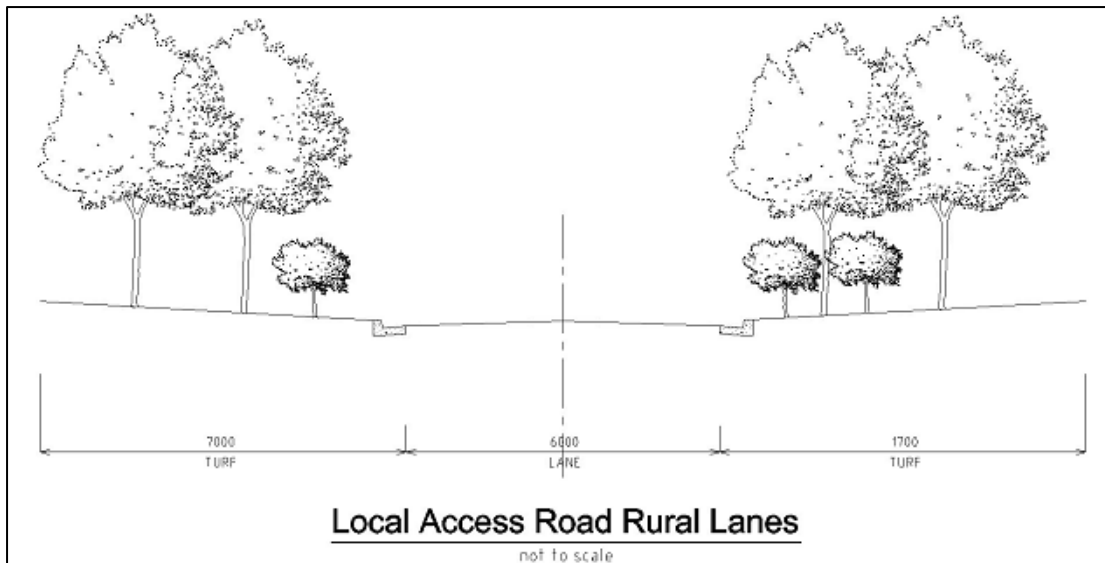 7000 6000 1700
TURF LANE TURF
Local Access Road Rural Lanes
not to scale